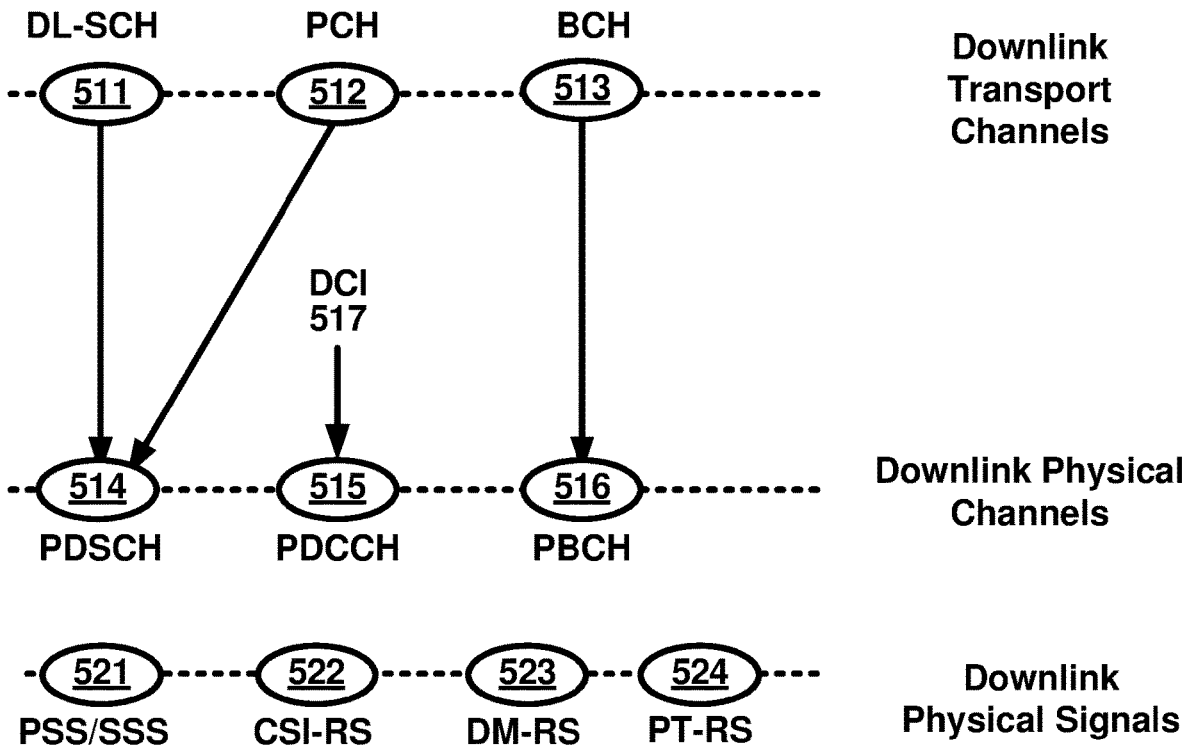 DL-SCH PCH BCH
511 512 513
Downlink
Transport
Channels
DCI
517
514 515 516
PDSCH PDCCH PBCH
Downlink Physical
Channels
521 522 523 524
PSS/SSS CSI-RS DM-RS PT-RS
Downlink
Physical Signals